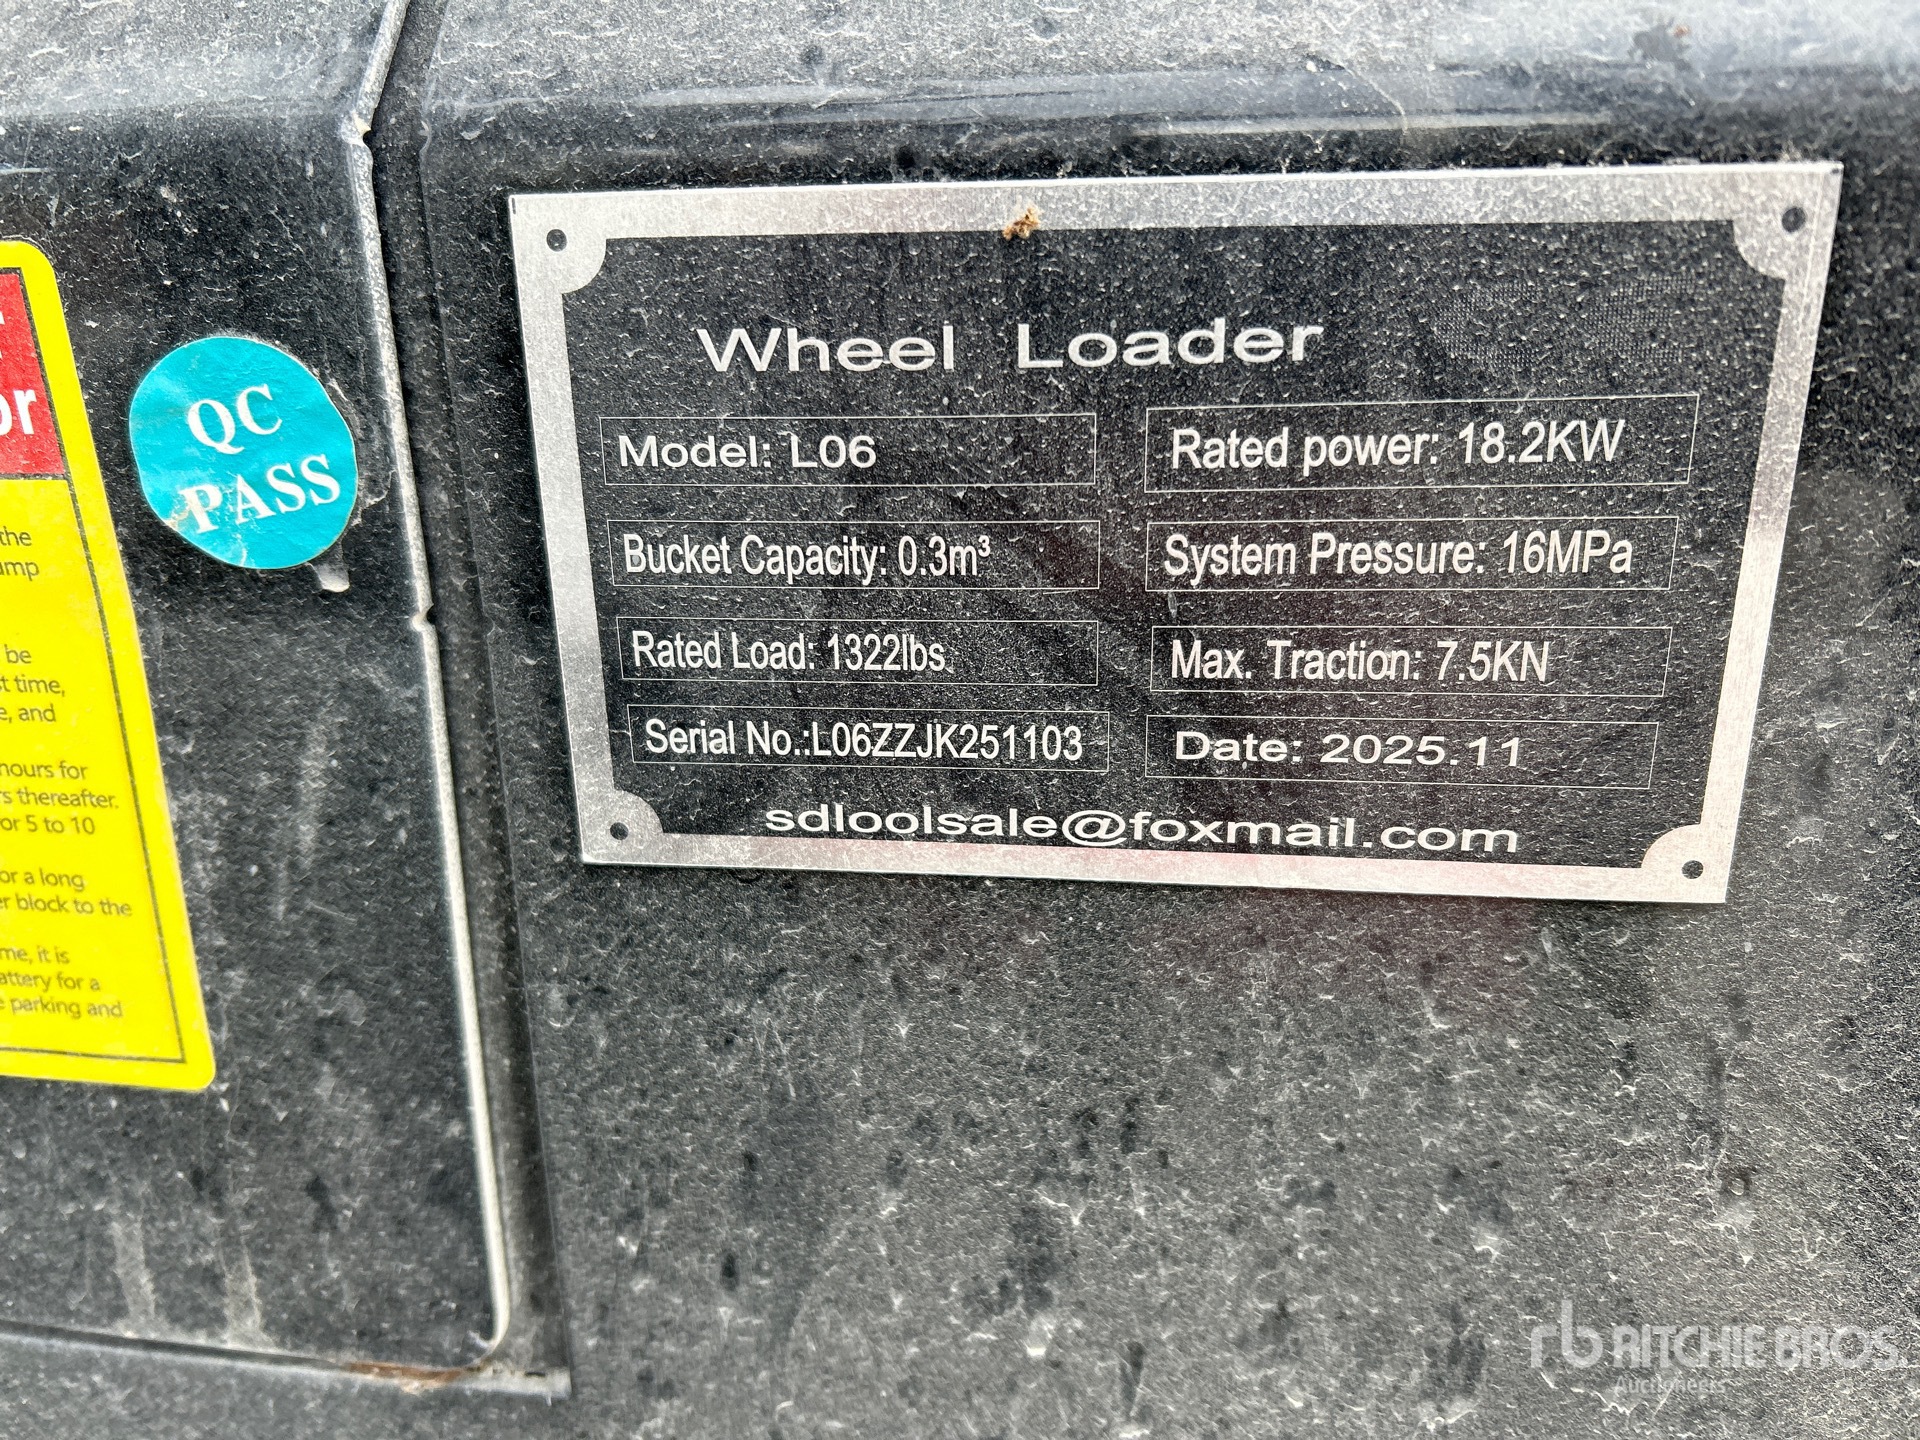 or
the
be
t time,
e, and
hours for
s thereafter.
or 5 to 10
or a long
er block to the
me, it is
attery for a
parking and
QC
PASS
Wheel Loader
Model: L06
Rated power: 18.2KW
Bucket Capacity: 0.3m³
System Pressure: 16MPa
Rated Load: 1322lbs
Max. Traction: 7.5KN
Serial No.:L06ZZJK251103
Date: 2025.11
sdloolsale@foxmail.com
rb RITCHIE BROS.
Auctioneers